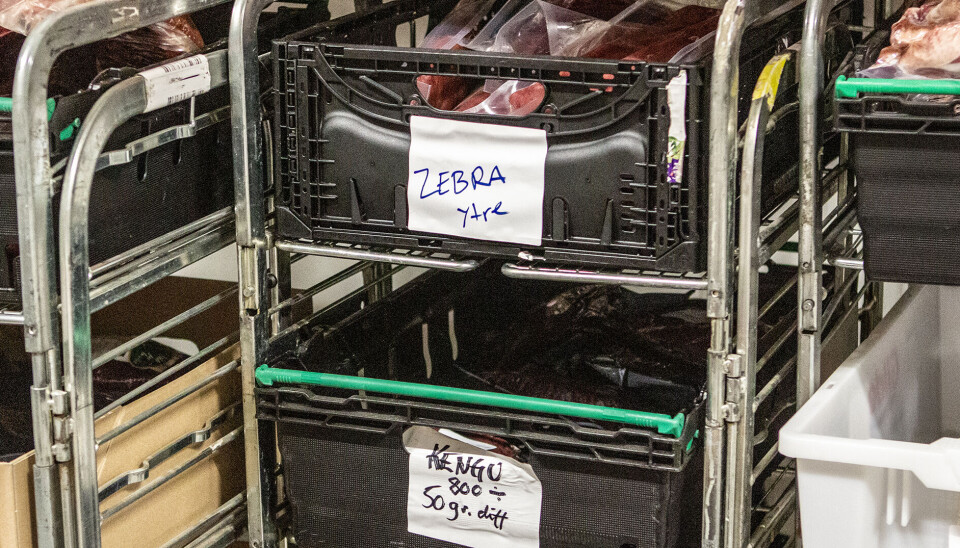 ZEBRA
ytre
KENGU
800 ÷
50 gr. diff